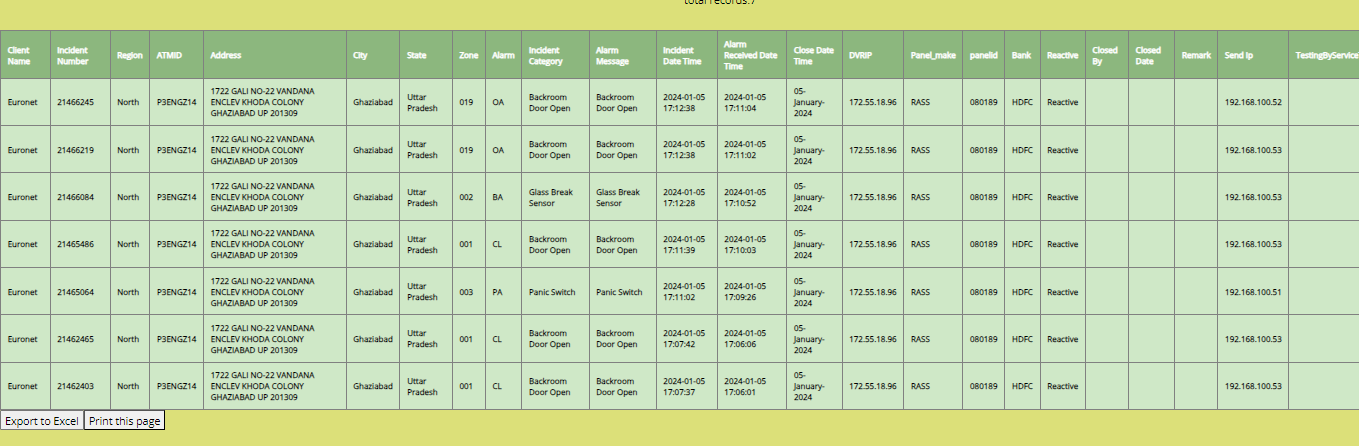 total records:7
Client Name Incident Number Region ATMID Address City State Zone Alarm Incident Category Alarm Message Incident Date Time Alarm Received Date Time Close Date Time DVRIP Panel_make panelid Bank Reactive Closed By Closed Date Remark Send Ip TestingByService
Euronet 21466245 North P3ENGZ14 1722 GALI NO-22 VANDANA ENCLEV KHODA COLONY GHAZIABAD UP 201309 Ghaziabad Uttar Pradesh 019 OA Backroom Door Open Backroom Door Open 2024-01-05 17:12:38 2024-01-05 17:11:04 05-January-2024 172.55.18.96 RASS 080189 HDFC Reactive 192.168.100.52
Euronet 21466219 North P3ENGZ14 1722 GALI NO-22 VANDANA ENCLEV KHODA COLONY GHAZIABAD UP 201309 Ghaziabad Uttar Pradesh 019 OA Backroom Door Open Backroom Door Open 2024-01-05 17:12:38 2024-01-05 17:11:02 05-January-2024 172.55.18.96 RASS 080189 HDFC Reactive 192.168.100.53
Euronet 21466084 North P3ENGZ14 1722 GALI NO-22 VANDANA ENCLEV KHODA COLONY GHAZIABAD UP 201309 Ghaziabad Uttar Pradesh 002 BA Glass Break Sensor Glass Break Sensor 2024-01-05 17:12:28 2024-01-05 17:10:52 05-January-2024 172.55.18.96 RASS 080189 HDFC Reactive 192.168.100.53
Euronet 21465486 North P3ENGZ14 1722 GALI NO-22 VANDANA ENCLEV KHODA COLONY GHAZIABAD UP 201309 Ghaziabad Uttar Pradesh 001 CL Backroom Door Open Backroom Door Open 2024-01-05 17:11:39 2024-01-05 17:10:03 05-January-2024 172.55.18.96 RASS 080189 HDFC Reactive 192.168.100.53
Euronet 21465064 North P3ENGZ14 1722 GALI NO-22 VANDANA ENCLEV KHODA COLONY GHAZIABAD UP 201309 Ghaziabad Uttar Pradesh 003 PA Panic Switch Panic Switch 2024-01-05 17:11:02 2024-01-05 17:09:26 05-January-2024 172.55.18.96 RASS 080189 HDFC Reactive 192.168.100.51
Euronet 21462465 North P3ENGZ14 1722 GALI NO-22 VANDANA ENCLEV KHODA COLONY GHAZIABAD UP 201309 Ghaziabad Uttar Pradesh 001 CL Backroom Door Open Backroom Door Open 2024-01-05 17:07:42 2024-01-05 17:06:06 05-January-2024 172.55.18.96 RASS 080189 HDFC Reactive 192.168.100.53
Euronet 21462403 North P3ENGZ14 1722 GALI NO-22 VANDANA ENCLEV KHODA COLONY GHAZIABAD UP 201309 Ghaziabad Uttar Pradesh 001 CL Backroom Door Open Backroom Door Open 2024-01-05 17:07:37 2024-01-05 17:06:01 05-January-2024 172.55.18.96 RASS 080189 HDFC Reactive 192.168.100.53
Export to Excel Print this page